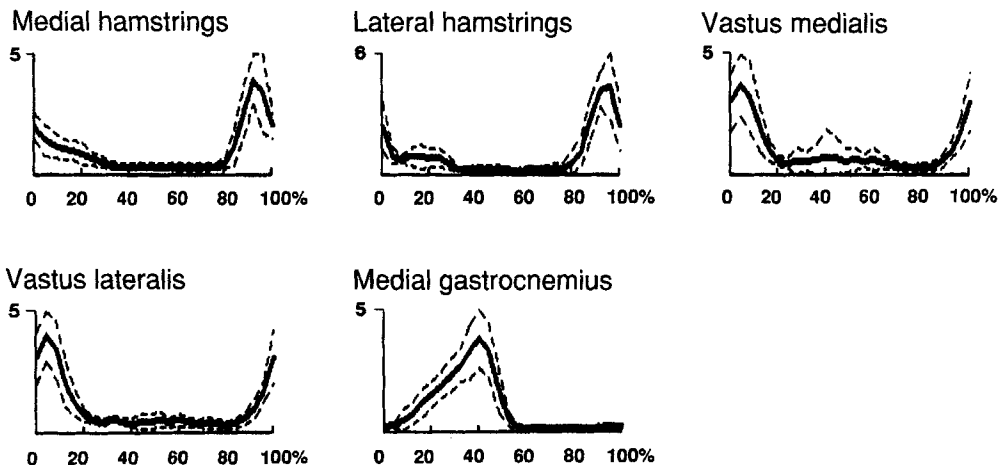 Medial hamstrings Lateral hamstrings Vastus medialis
5 6 5
0 20 40 60 80 100% 0 20 40 60 80 100% 0 20 40 60 80 100%
Vastus lateralis Medial gastrocnemius
5 5
0 20 40 60 80 100% 0 20 40 60 80 100%